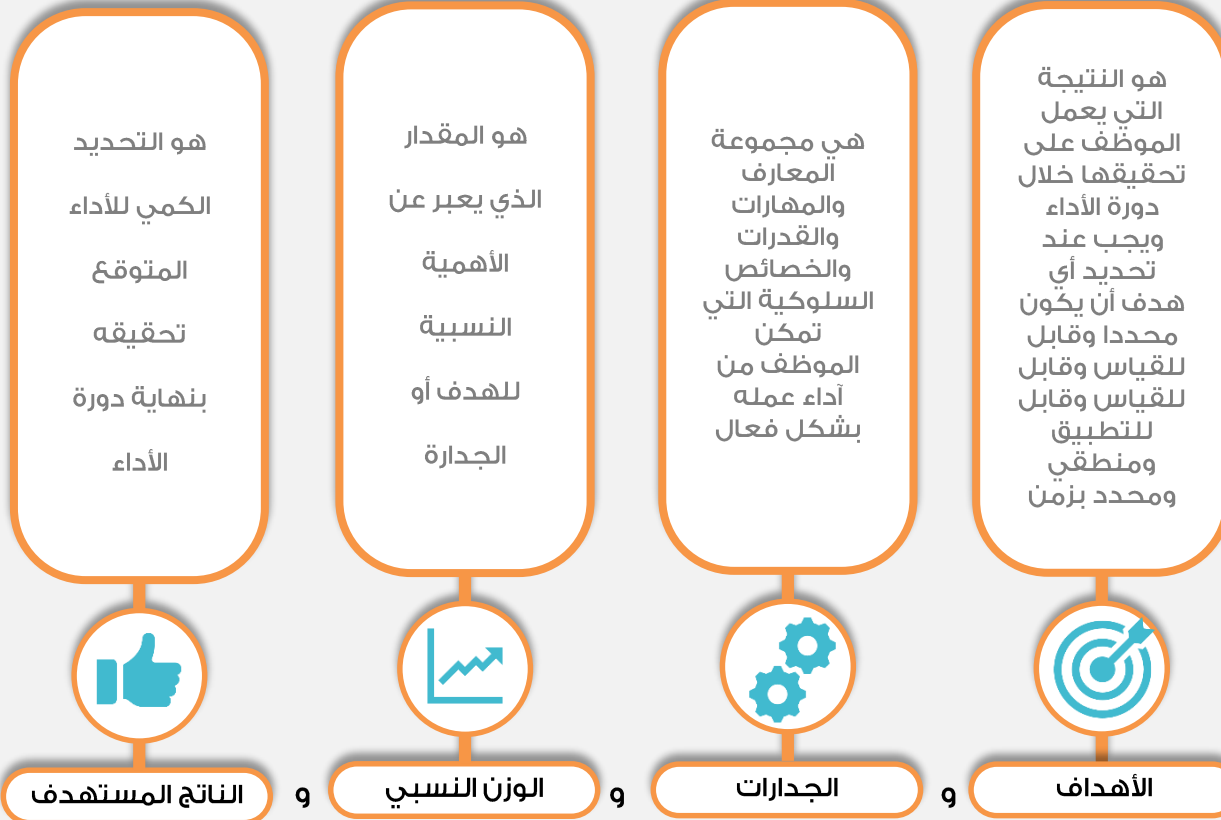 هو النتيجة
التي يعمل
الموظف على
تحقيقها خلال
دورة الأداء
ويجب عند
تحديد أي
هدف أن يكون
محددا وقابل
للقياس وقابل
للقياس وقابل
للتطبيق
ومنطقي
ومحدد بزمن
هي مجموعة
المعارف
والمهارات
والقدرات
والخصائص
السلوكية التي
تمكن
الموظف من
آداء عمله
بشكل فعال
هو المقدار
الذي يعبر عن
الأهمية
النسبية
للهدف أو
الجدارة
هو التحديد
الكمي للأداء
المتوقع
تحقيقه
بنهاية دورة
الأداء
الأهداف و الجدارات و الوزن النسبي و الناتج المستهدف